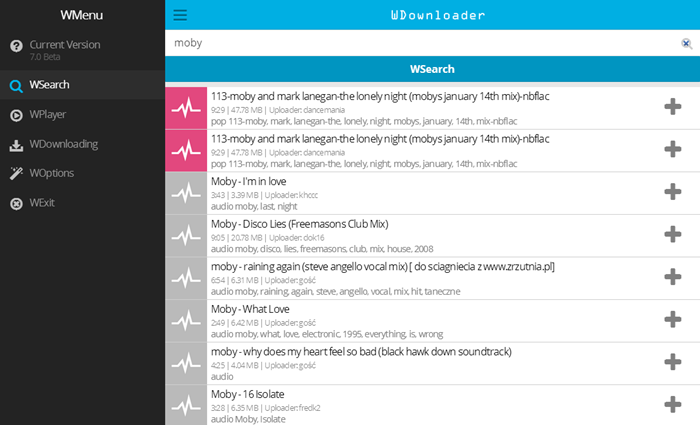 WMenu
Current Version
7.0 Beta
WSearch
WPlayer
WDownloading
WOptions
WExit
WDownloader
moby
WSearch
113-moby and mark lanegan-the lonely night (mobys january 14th mix)-nbflac
9:29 | 47.78 MB | Uploader: dancemania
pop 113-moby, mark, lanegan-the, lonely, night, mobys, january, 14th, mix-nbflac
113-moby and mark lanegan-the lonely night (mobys january 14th mix)-nbflac
9:29 | 47.78 MB | Uploader: dancemania
pop 113-moby, mark, lanegan-the, lonely, night, mobys, january, 14th, mix-nbflac
Moby - I'm in love
3:43 | 3.39 MB | Uploader: khccc
audio moby, last, night
Moby - Disco Lies (Freemasons Club Mix)
9:05 | 20.78 MB | Uploader: dok16
audio moby, disco, lies, freemasons, club, mix, house, 2008
moby - raining again (steve angello vocal mix) [ do sciagniecia z www.zrzutnia.pl]
6:54 | 6.31 MB | Uploader: gość
audio moby, raining, again, steve, angello, vocal, mix, hit, taneczne
Moby - What Love
2:49 | 6.42 MB | Uploader: gość
audio moby, what, love, electronic, 1995, everything, is, wrong
moby - why does my heart feel so bad (black hawk down soundtrack)
4:25 | 4.04 MB | Uploader: gość
audio
Moby - 16 Isolate
3:28 | 6.35 MB | Uploader: fredk2
audio Moby, Isolate